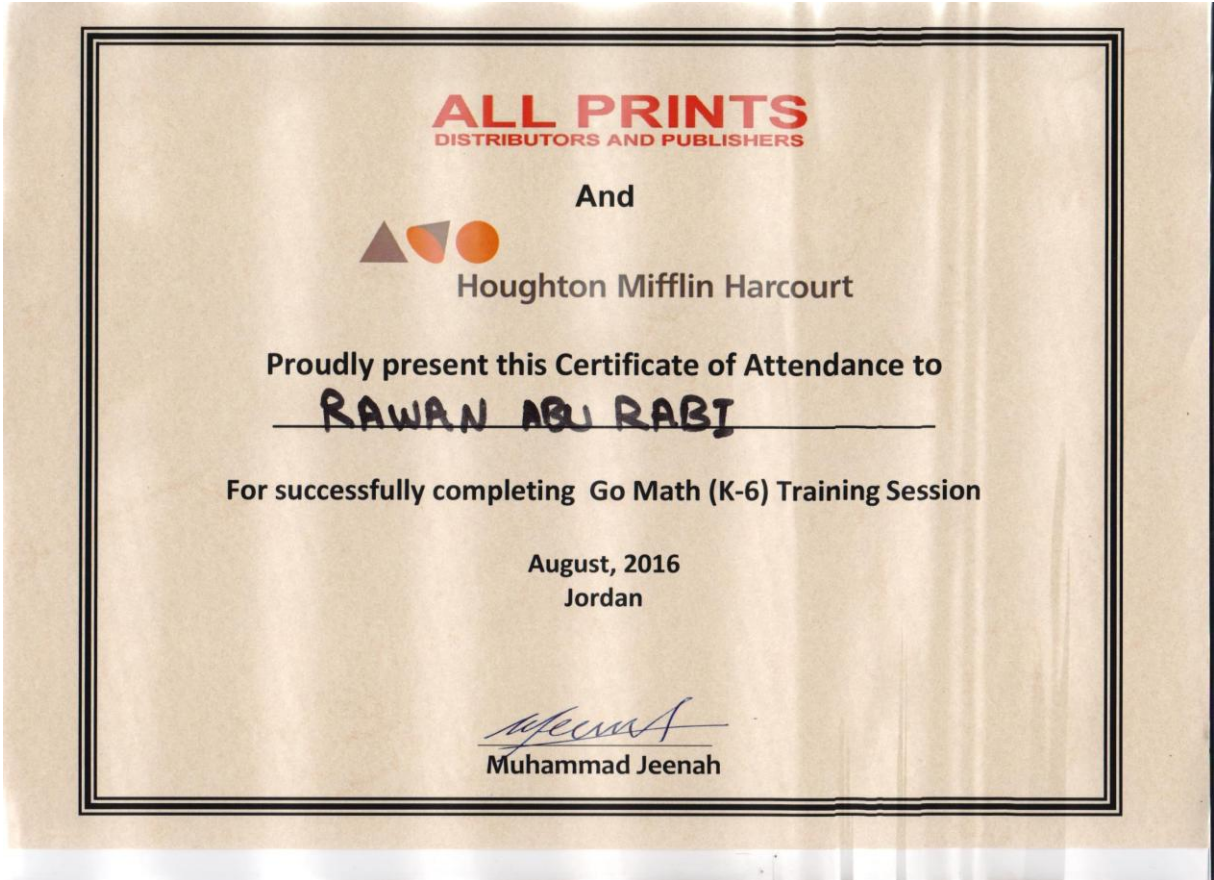 ALL PRINTS
DISTRIBUTORS AND PUBLISHERS
And
Houghton Mifflin Harcourt
Proudly present this Certificate of Attendance to
RAWAN ABU RABI
For successfully completing Go Math (K-6) Training Session
August, 2016
Jordan
Muhammad Jeenah